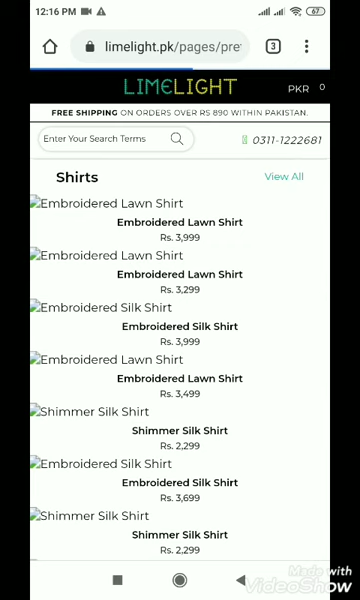 12:16 PM
67
limelight.pk/pages/pre
3
LIMELIGHT
PKR 0
FREE SHIPPING ON ORDERS OVER RS 890 WITHIN PAKISTAN.
Enter Your Search Terms
0311-1222681
Shirts
View All
Embroidered Lawn Shirt
Embroidered Lawn Shirt
Rs. 3,999
Embroidered Lawn Shirt
Embroidered Lawn Shirt
Rs. 3,299
Embroidered Silk Shirt
Embroidered Silk Shirt
Rs. 3,999
Embroidered Lawn Shirt
Embroidered Lawn Shirt
Rs. 3,499
Shimmer Silk Shirt
Shimmer Silk Shirt
Rs. 2,299
Embroidered Silk Shirt
Embroidered Silk Shirt
Rs. 3,699
Shimmer Silk Shirt
Shimmer Silk Shirt
Rs. 2,299
Made with
VideoShow